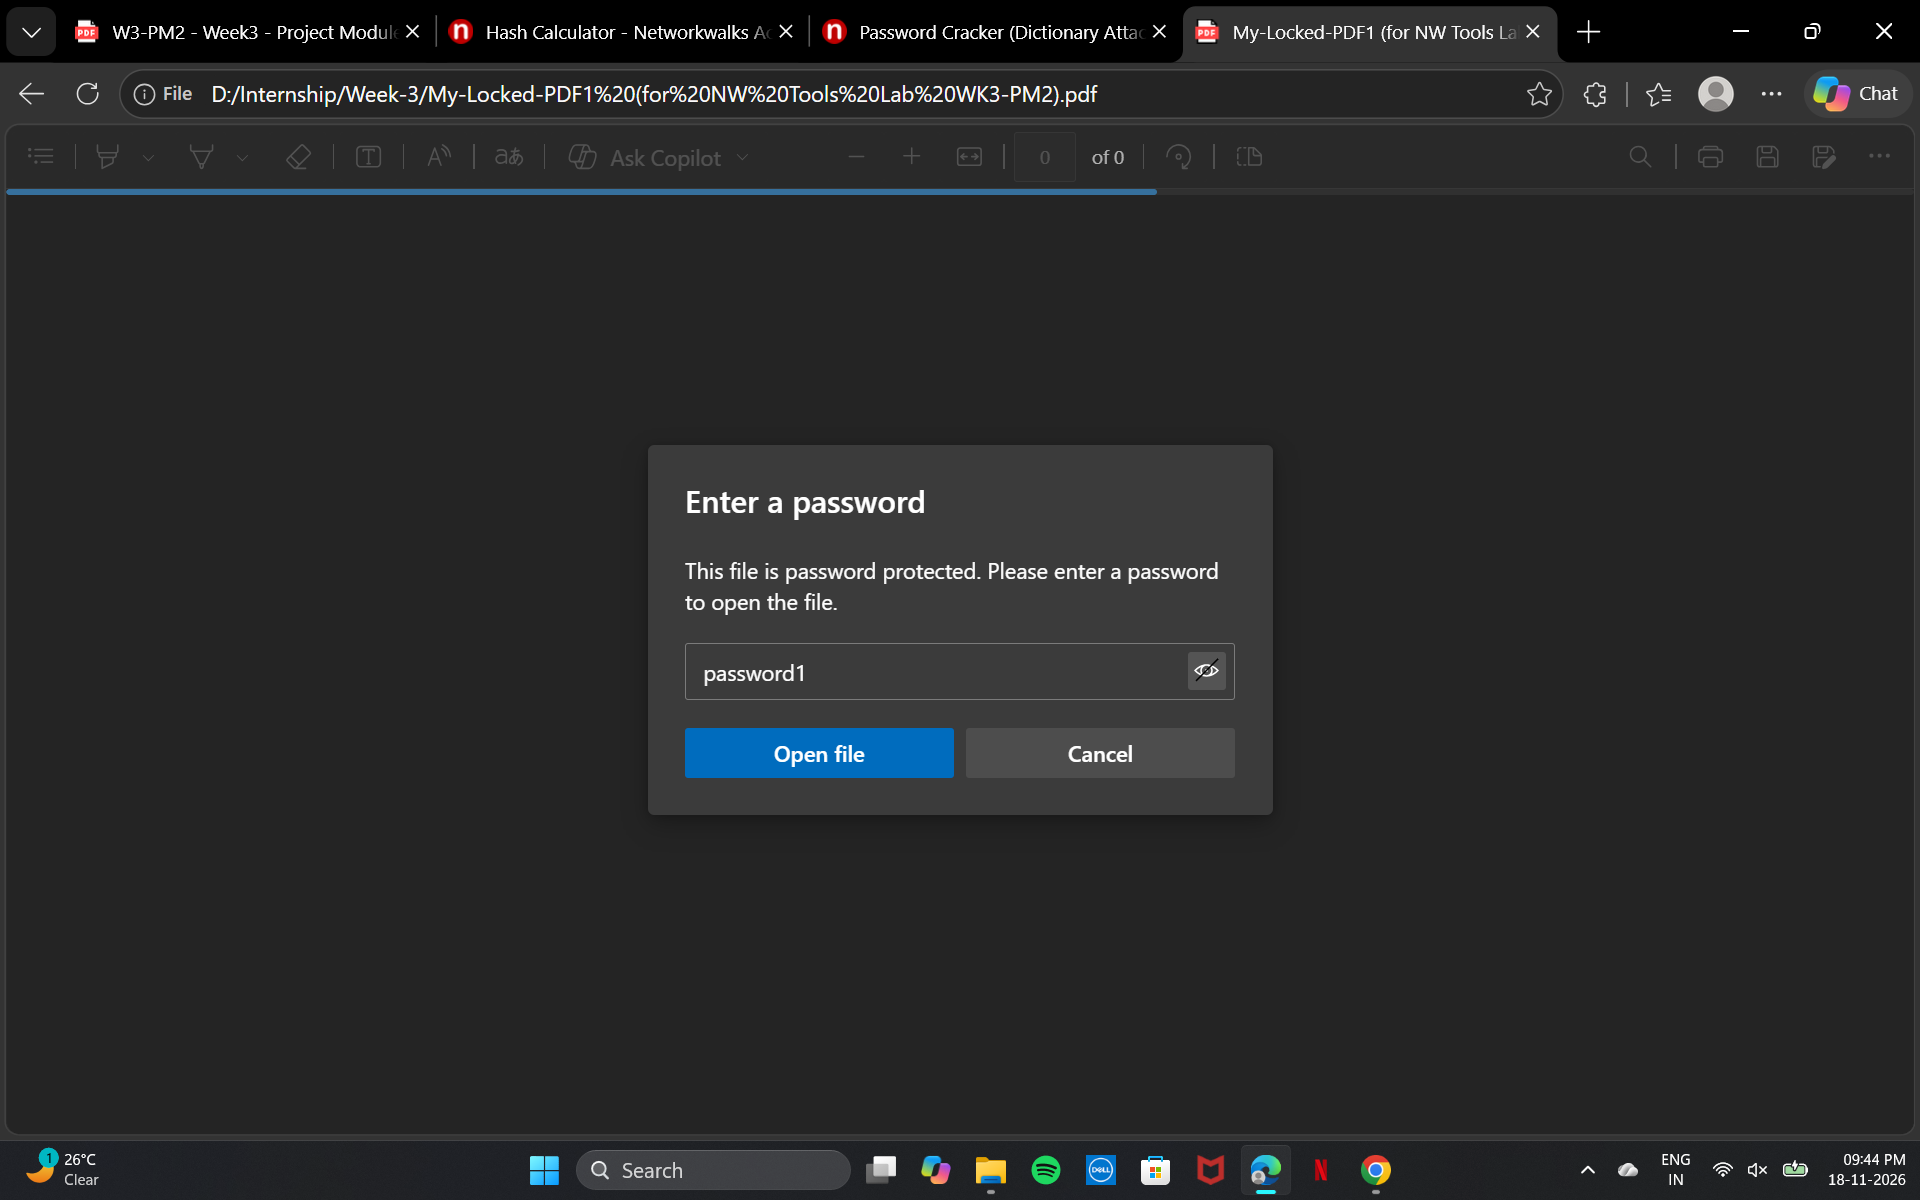 W3-PM2 - Week3 - Project Modul
Hash Calculator - Networkwalks Ac
Password Cracker (Dictionary Attac
My-Locked-PDF1 (for NW Tools La
File D:/Internship/Week-3/My-Locked-PDF1%20(for%20NW%20Tools%20Lab%20WK3-PM2).pdf
Chat
Ask Copilot
0 of 0
Enter a password
This file is password protected. Please enter a password
to open the file.
password1
Open file
Cancel
1
26°C
Clear
Search
DELL
ENG
IN
09:44 PM
18-11-2026